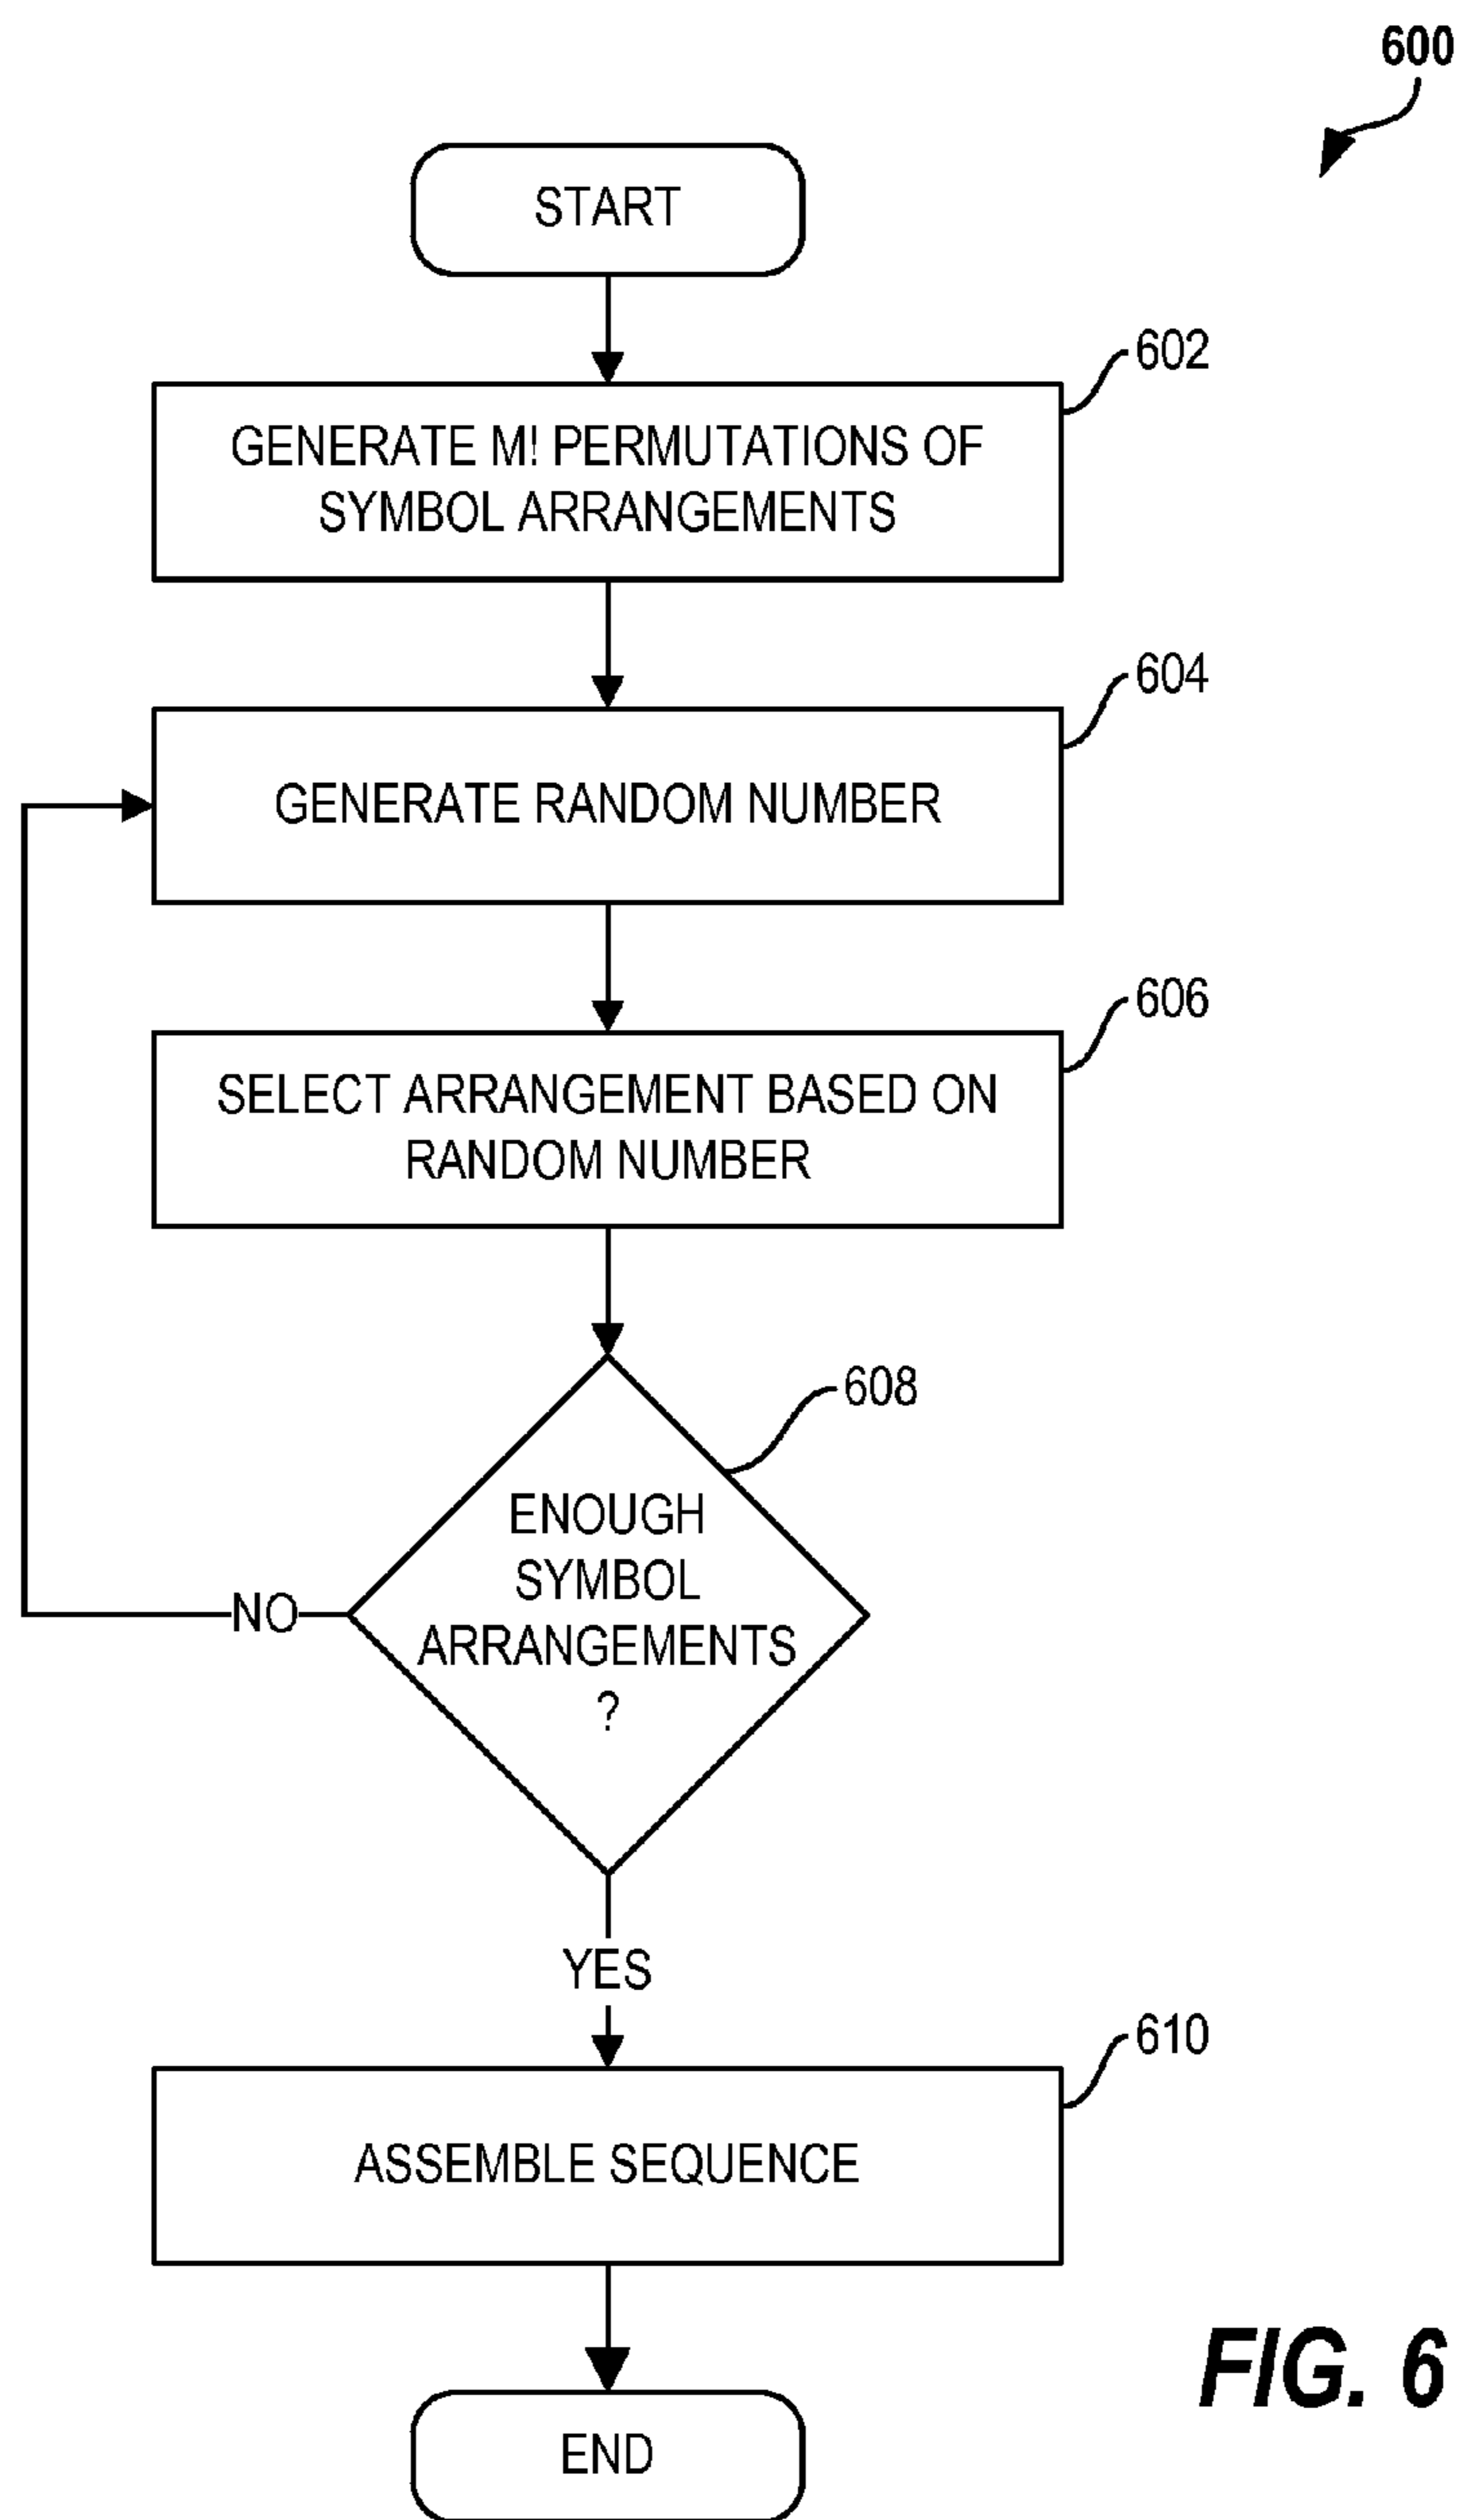 600
START
602
GENERATE M! PERMUTATIONS OF
SYMBOL ARRANGEMENTS
604
GENERATE RANDOM NUMBER
606
SELECT ARRANGEMENT BASED ON
RANDOM NUMBER
608
ENOUGH
SYMBOL
ARRANGEMENTS
?
NO
YES
610
ASSEMBLE SEQUENCE
END
FIG. 6